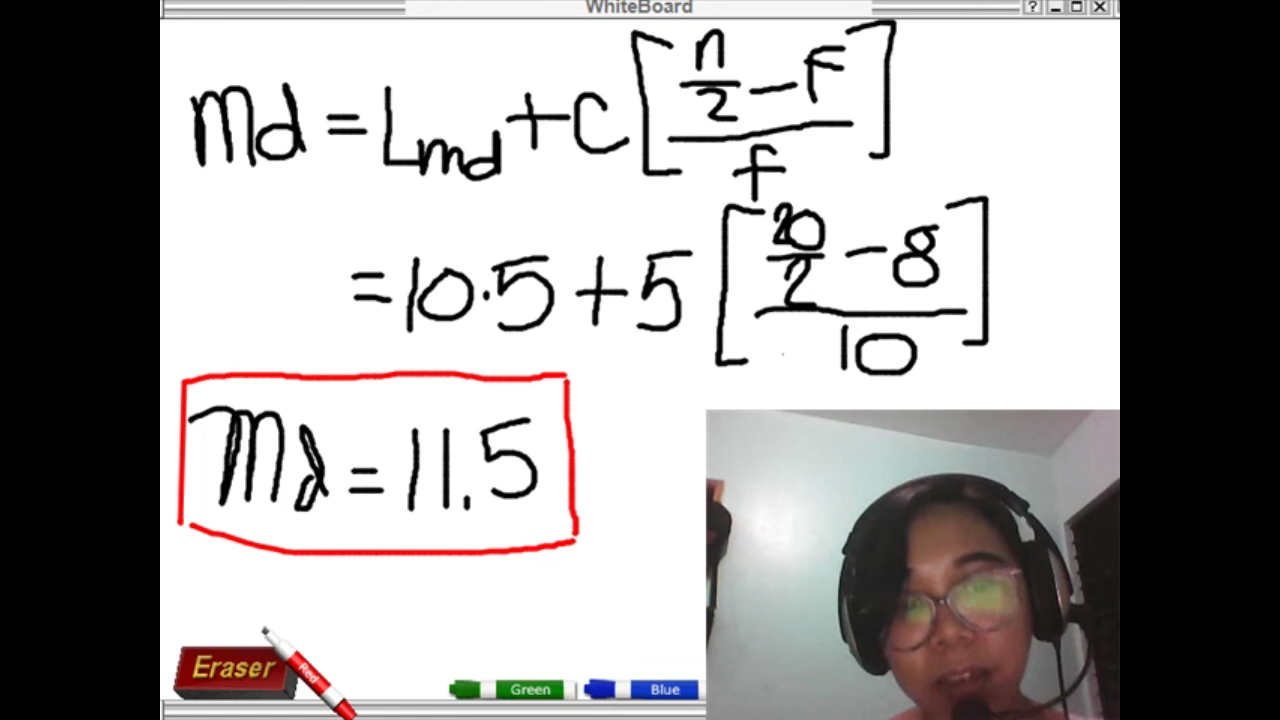 WhiteBoard
Md = Lmd + C [ (n/2 - F) / f ]
= 10.5 + 5 [ (20/2 - 8) / 10 ]
Md = 11.5
Eraser
Red
Green
Blue